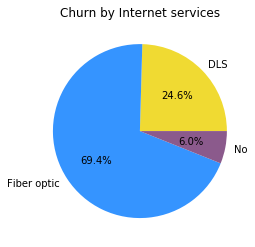 Churn by Internet services
DLS
24.6%
6.0%
No
69.4%
Fiber optic